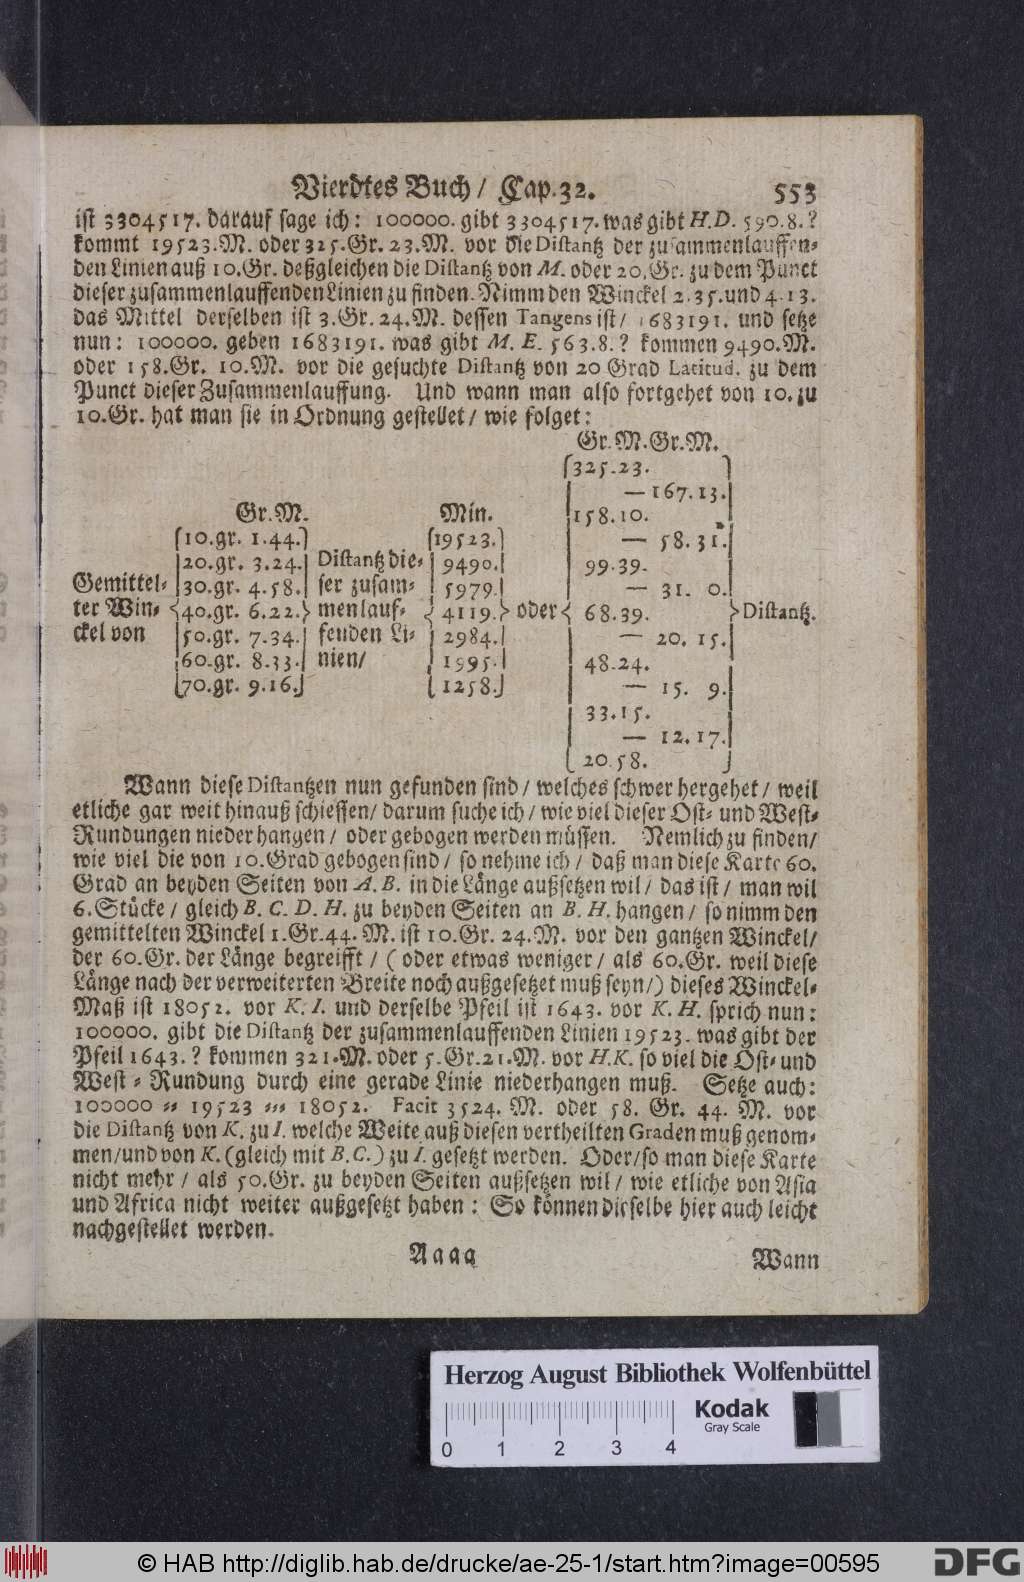 Vierdtes Buch / Cap. 32. 553
ist 3304517. darauf sage ich: 100000. gibt 3304517. was gibt H.D. 590.8.?
kommt 19523.M. oder 325.Gr. 23.M. vor die Distantz der zusammenlauffen-
den Linien auß 10.Gr. deßgleichen die Distantz von M. oder 20.Gr. zu dem Punct
dieser zusammenlauffenden Linien zu finden. Nimm den Winckel 2.35. und 4.13.
das Mittel derselben ist 3.Gr. 24.M. dessen Tangens ist / 1683191. und setze
nun: 100000. geben 1683191. was gibt M. E. 563.8.? kommen 9490.M.
oder 158.Gr. 10.M. vor die gesuchte Distantz von 20 Grad Latitud. zu dem
Punct dieser Zusammenlauffung. Und wann man also fortgehet von 10. zu
10.Gr. hat man sie in Ordnung gestellet / wie folget:
Gr.M.Gr.M.
325.23.
— 167.13.
Gr.M. Min. 158.10.
10.gr. 1.44. 19523. — 58.31.
20.gr. 3.24. Distantz die- 9490. 99.39.
Gemittel- 30.gr. 4.58. ser zusam- 5979. — 31. 0.
ter Win- 40.gr. 6.22. menlauf- 4119. oder 68.39. Distantz.
ckel von 50.gr. 7.34. fenden Li- 2984. — 20. 15.
60.gr. 8.33. nien/ 1995. 48.24.
70.gr. 9.16. 1258. — 15. 9.
33.15.
— 12.17.
20.58.
Wann diese Distantzen nun gefunden sind / welches schwer hergehet / weil
etliche gar weit hinauß schiessen / darum suche ich / wie viel dieser Ost- und West-
Rundungen nieder hangen / oder gebogen werden müssen. Nemlich zu finden /
wie viel die von 10.Grad gebogen sind / so nehme ich / daß man diese Karte 60.
Grad an beyden Seiten von A.B. in die Länge außsetzen wil / das ist / man wil
6. Stücke / gleich B. C. D. H. zu beyden Seiten an B. H. hangen / so nimm den
gemittelten Winckel 1.Gr.44. M. ist 10.Gr. 24.M. vor den gantzen Winckel /
der 60.Gr. der Länge begreifft / ( oder etwas weniger / als 60.Gr. weil diese
Länge nach der verweiterten Breite noch außgesetzet muß seyn /) dieses Winckel-
Maß ist 18052. vor K. I. und derselbe Pfeil ist 1643. vor K. H. sprich nun:
100000. gibt die Distantz der zusammenlauffenden Linien 19523. was gibt der
Pfeil 1643.? kommen 321.M. oder 5.Gr.21.M. vor H.K. so viel die Ost- und
West - Rundung durch eine gerade Linie niederhangen muß. Setze auch:
100000 -- 19523 --- 18052. Facit 3524. M. oder 58. Gr. 44. M. vor
die Distantz von K. zu I. welche Weite auß diesen vertheilten Graden muß genom-
men / und von K. (gleich mit B.C.) zu I. gesetzt werden. Oder / so man diese Karte
nicht mehr / als 50.Gr. zu beyden Seiten außsetzen wil / wie etliche von Asia
und Africa nicht weiter außgesetzt haben : So können dieselbe hier auch leicht
nachgestellet werden.
Aaaa Wann
Herzog August Bibliothek Wolfenbüttel
0 1 2 3 4
Kodak
Gray Scale
© HAB http://diglib.hab.de/drucke/ae-25-1/start.htm?image=00595
DFG